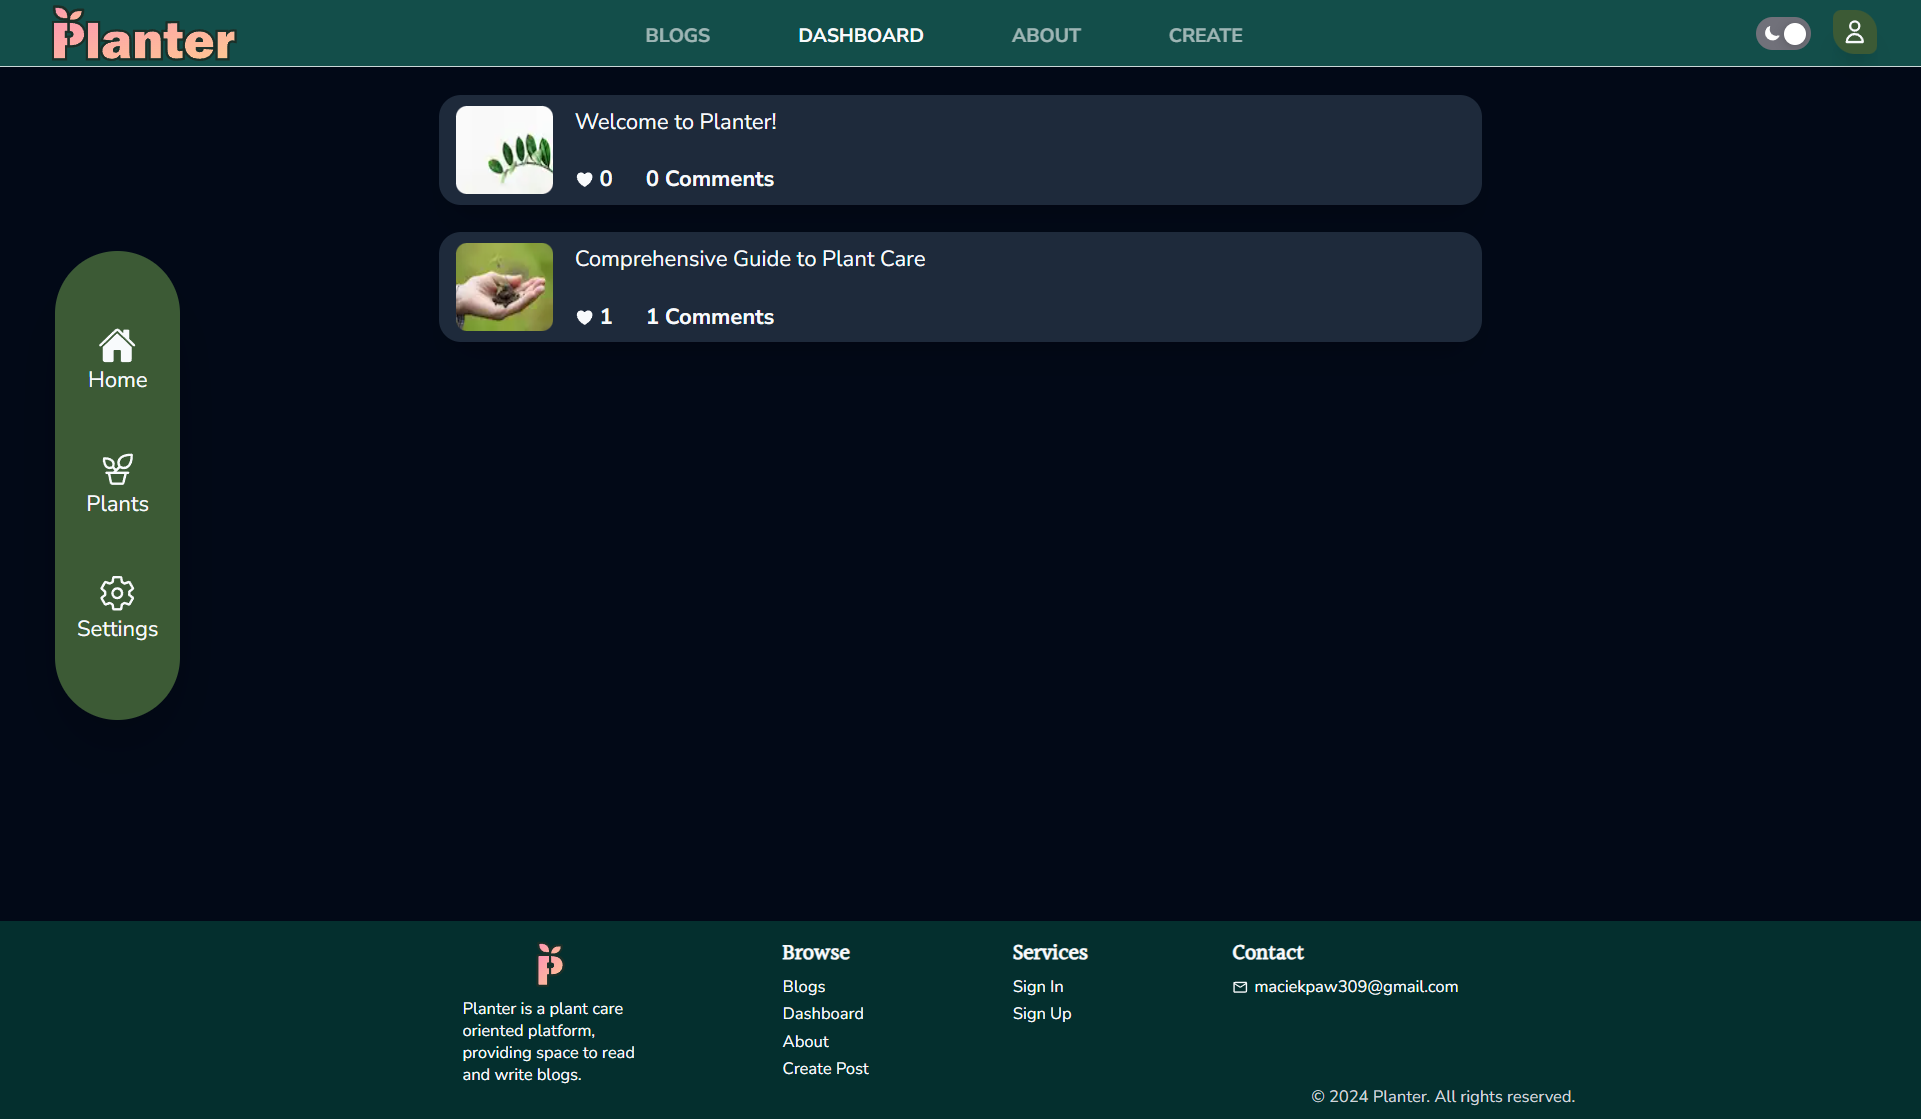 Planter
BLOGS
DASHBOARD
ABOUT
CREATE
Welcome to Planter!
0
0 Comments
Comprehensive Guide to Plant Care
1
1 Comments
Home
Plants
Settings
P
Planter is a plant care
oriented platform,
providing space to read
and write blogs.
Browse
Blogs
Dashboard
About
Create Post
Services
Sign In
Sign Up
Contact
maciekpaw309@gmail.com
© 2024 Planter. All rights reserved.